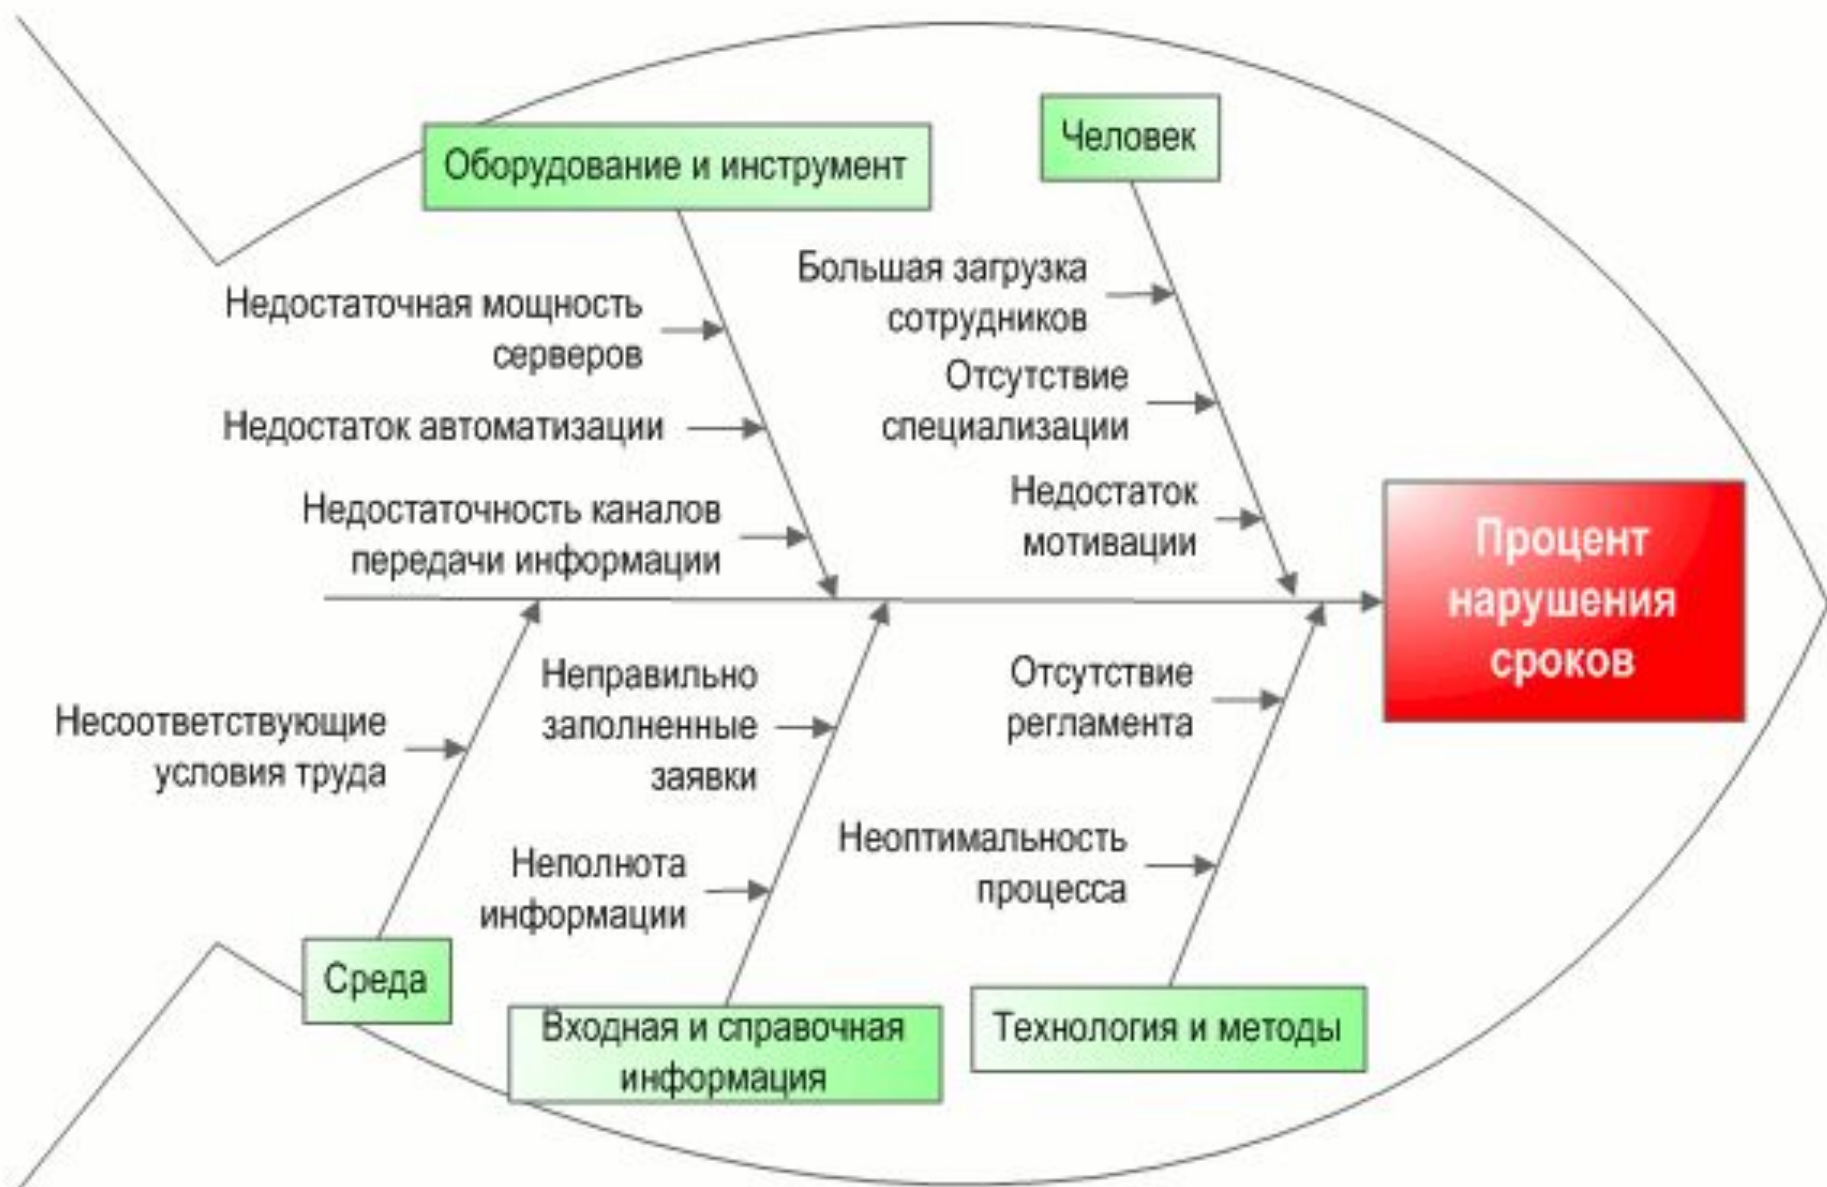 Оборудование и инструмент
Человек
Недостаточная мощность
серверов
Недостаток автоматизации
Недостаточность каналов
передачи информации
Большая загрузка
сотрудников
Отсутствие
специализации
Недостаток
мотивации
Процент
нарушения
сроков
Несоответствующие
условия труда
Неправильно
заполненные
заявки
Неполнота
информации
Отсутствие
регламента
Неоптимальность
процесса
Среда
Входная и справочная
информация
Технология и методы